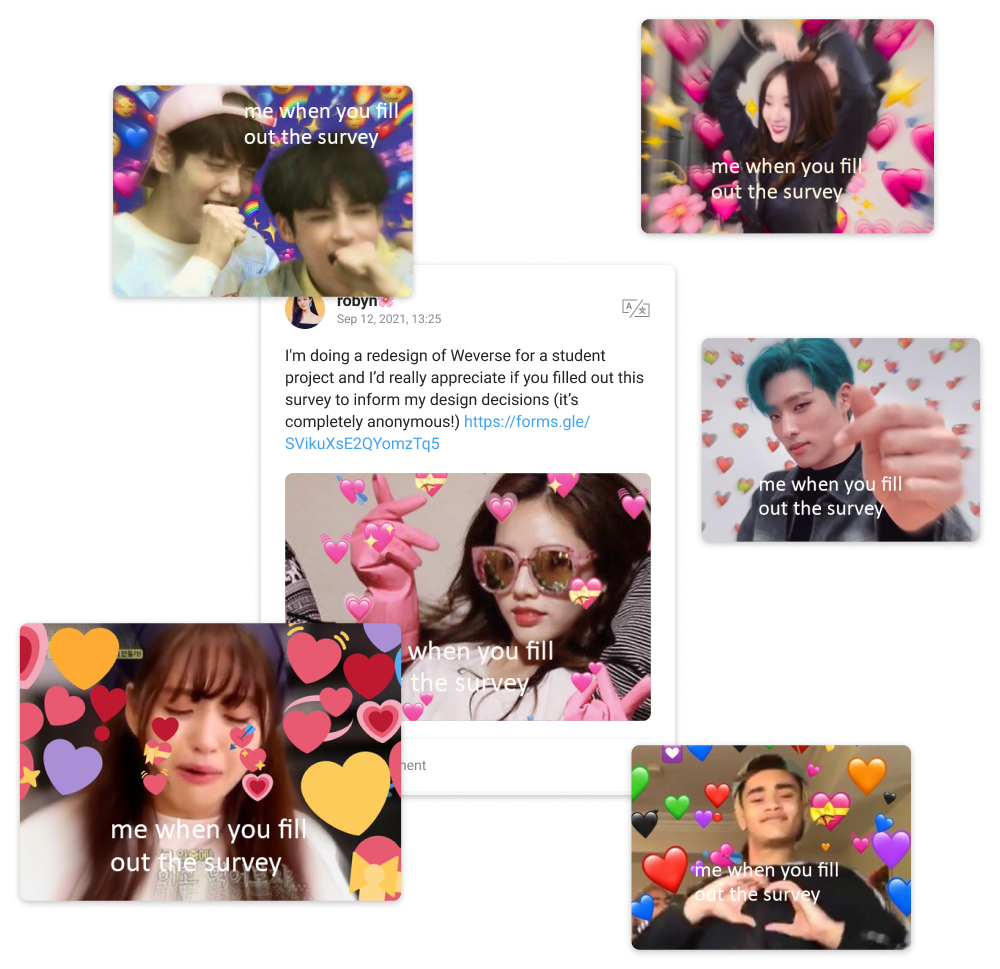 me when you fill
out the survey
me when you fill
out the survey
robyn🌸
Sep 12, 2021, 13:25
I'm doing a redesign of Weverse for a student
project and I'd really appreciate if you filled out this
survey to inform my design decisions (it's
completely anonymous!) https://forms.gle/
SVikuXsE2QYomzTq5
me when you fill
out the survey
when you fill
the survey
me when you fill
out the survey
ment
me when you fill
out the survey